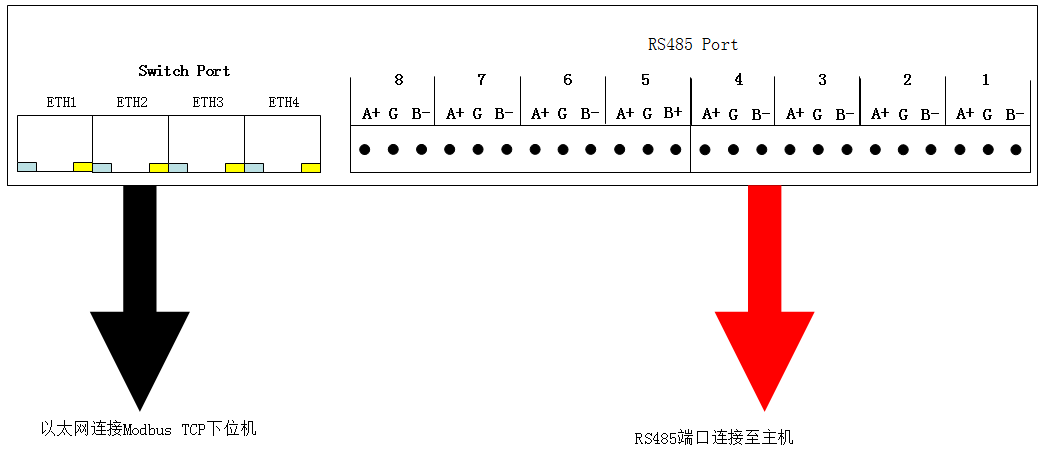 RS485 Port
Switch Port
8 7 6 5 4 3 2 1
ETH1 ETH2 ETH3 ETH4
A+ G B- A+ G B- A+ G B- A+ G B+ A+ G B- A+ G B- A+ G B- A+ G B-
以太网连接Modbus TCP下位机
RS485端口连接至主机